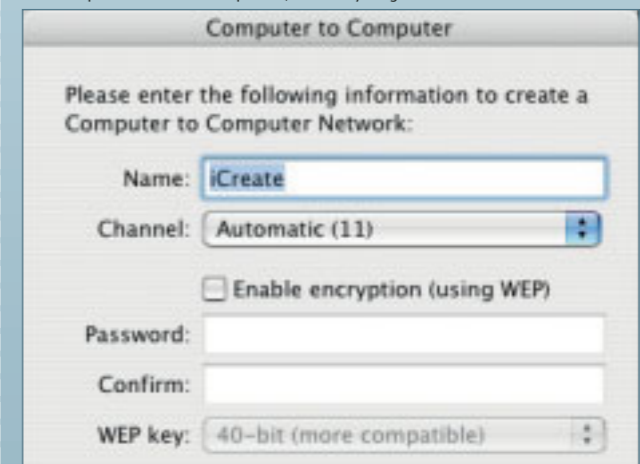 Computer to Computer
Please enter the following information to create a
Computer to Computer Network:
Name: iCreate
Channel: Automatic (11)
Enable encryption (using WEP)
Password:
Confirm:
WEP key: 40-bit (more compatible)